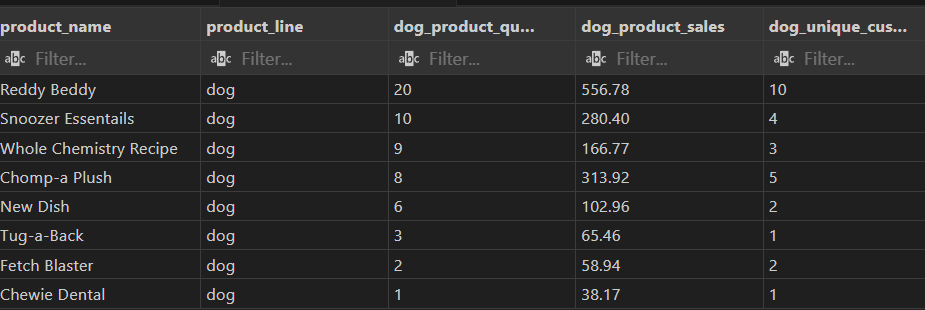 product_name product_line dog_product_qu... dog_product_sales dog_unique_cus...
abc Filter... abc Filter... abc Filter... abc Filter... abc Filter...
Reddy Beddy dog 20 556.78 10
Snoozer Essentails dog 10 280.40 4
Whole Chemistry Recipe dog 9 166.77 3
Chomp-a Plush dog 8 313.92 5
New Dish dog 6 102.96 2
Tug-a-Back dog 3 65.46 1
Fetch Blaster dog 2 58.94 2
Chewie Dental dog 1 38.17 1